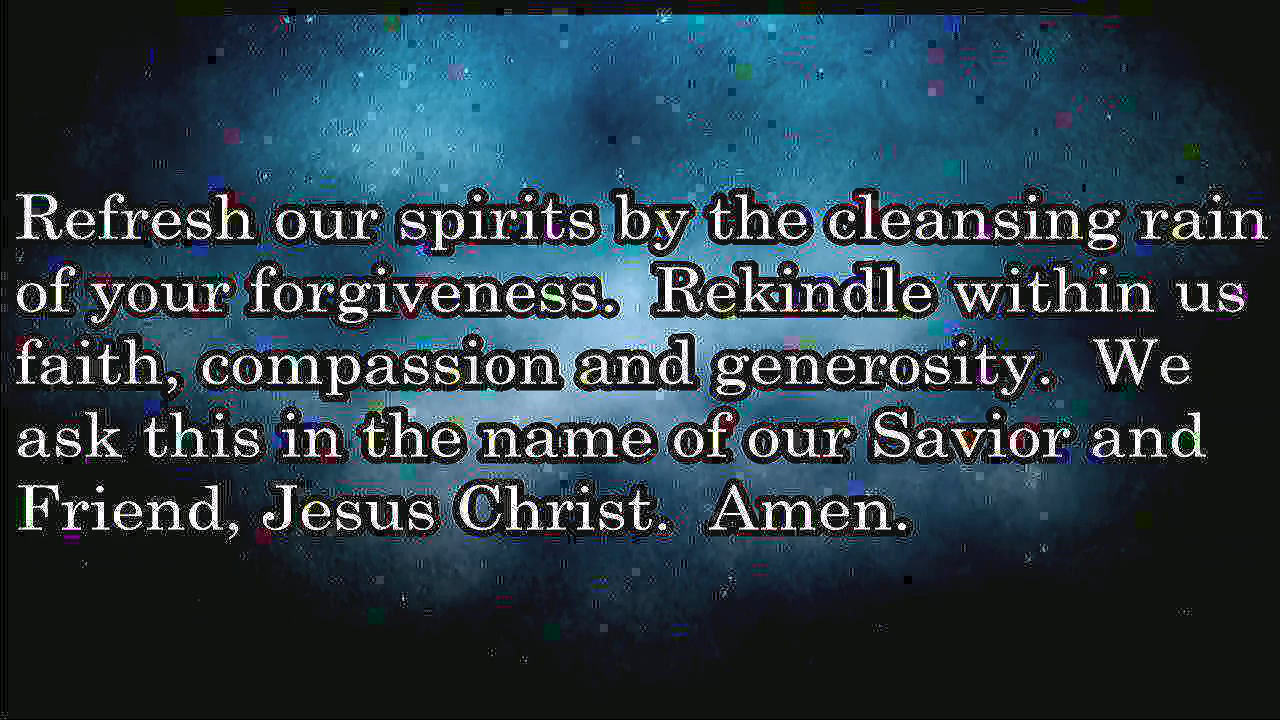 Refresh our spirits by the cleansing rain
of your forgiveness.  Rekindle within us
faith, compassion and generosity.  We
ask this in the name of our Savior and
Friend, Jesus Christ.  Amen.